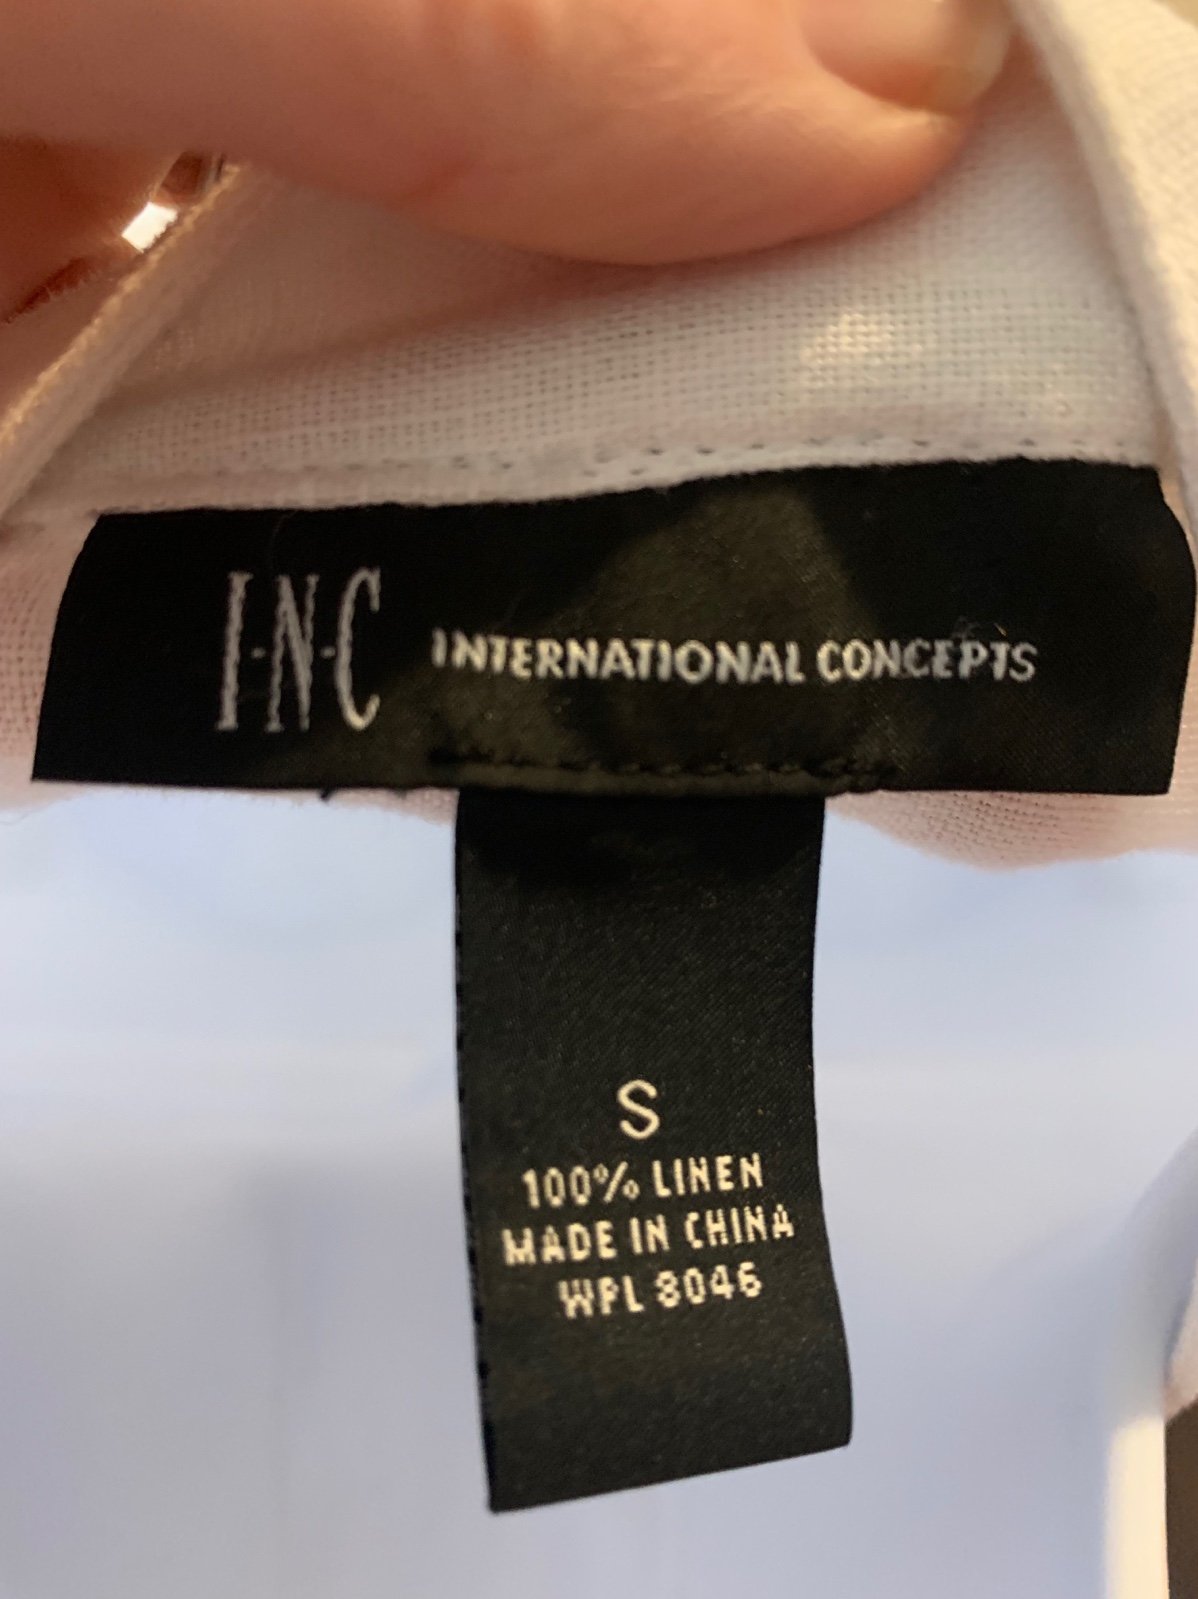 I·N·C INTERNATIONAL CONCEPTS
S
100% LINEN
MADE IN CHINA
WPL 8046